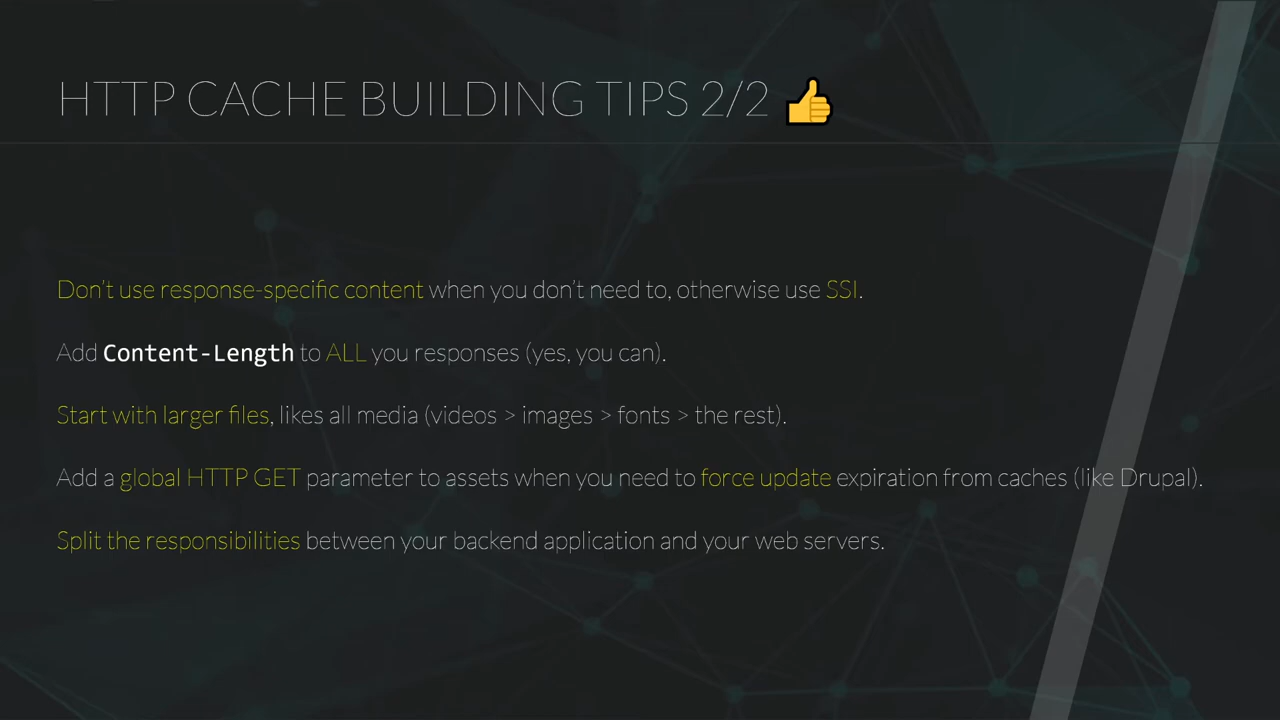 HTTP CACHE BUILDING TIPS 2/2 👍
Don't use response-specific content when you don't need to, otherwise use SSI.
Add Content-Length to ALL you responses (yes, you can).
Start with larger files, likes all media (videos > images > fonts > the rest).
Add a global HTTP GET parameter to assets when you need to force update expiration from caches (like Drupal).
Split the responsibilities between your backend application and your web servers.